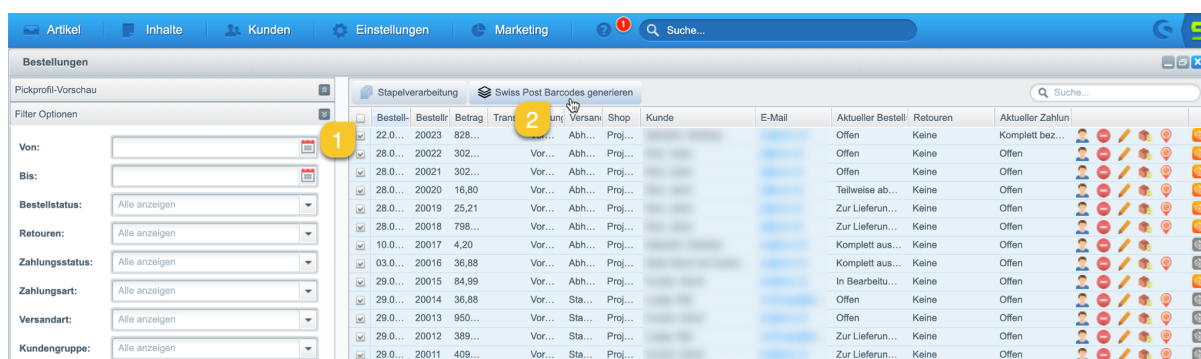 Artikel Inhalte Kunden Einstellungen Marketing 1 Suche...
Bestellungen
Pickprofil-Vorschau
Stapelverarbeitung Swiss Post Barcodes generieren Suche...
Filter Optionen
1 2
Bestell- Bestellr Betrag Trans ung Versand Shop Kunde E-Mail Aktueller Bestell Retouren Aktueller Zahlun
Von:
Bis:
Bestellstatus: Alle anzeigen
Retouren: Alle anzeigen
Zahlungsstatus: Alle anzeigen
Zahlungsart: Alle anzeigen
Versandart: Alle anzeigen
Kundengruppe: Alle anzeigen
22.0... 20023 828... Vor... Abh... Proj... Offen Keine Komplett bez...
28.0... 20022 302... Vor... Abh... Proj... Offen Keine Offen
28.0... 20021 302... Vor... Abh... Proj... Offen Keine Offen
28.0... 20020 16,80 Vor... Abh... Proj... Teilweise ab... Keine Offen
28.0... 20019 25,21 Vor... Abh... Proj... Zur Lieferun... Keine Offen
28.0... 20018 798... Vor... Abh... Proj... Zur Lieferun... Keine Offen
10.0... 20017 4,20 Vor... Abh... Proj... Komplett aus... Keine Offen
03.0... 20016 36,88 Vor... Abh... Proj... Komplett aus... Keine Offen
29.0... 20015 84,99 Vor... Abh... Proj... In Bearbeitu... Keine Offen
29.0... 20014 36,88 Vor... Sta... Proj... Offen Keine Offen
29.0... 20013 950... Vor... Sta... Proj... Offen Keine Offen
29.0... 20012 389... Vor... Sta... Proj... Zur Lieferun... Keine Offen
29.0... 20011 409... Vor... Sta... Proj... Zur Lieferun... Keine Offen